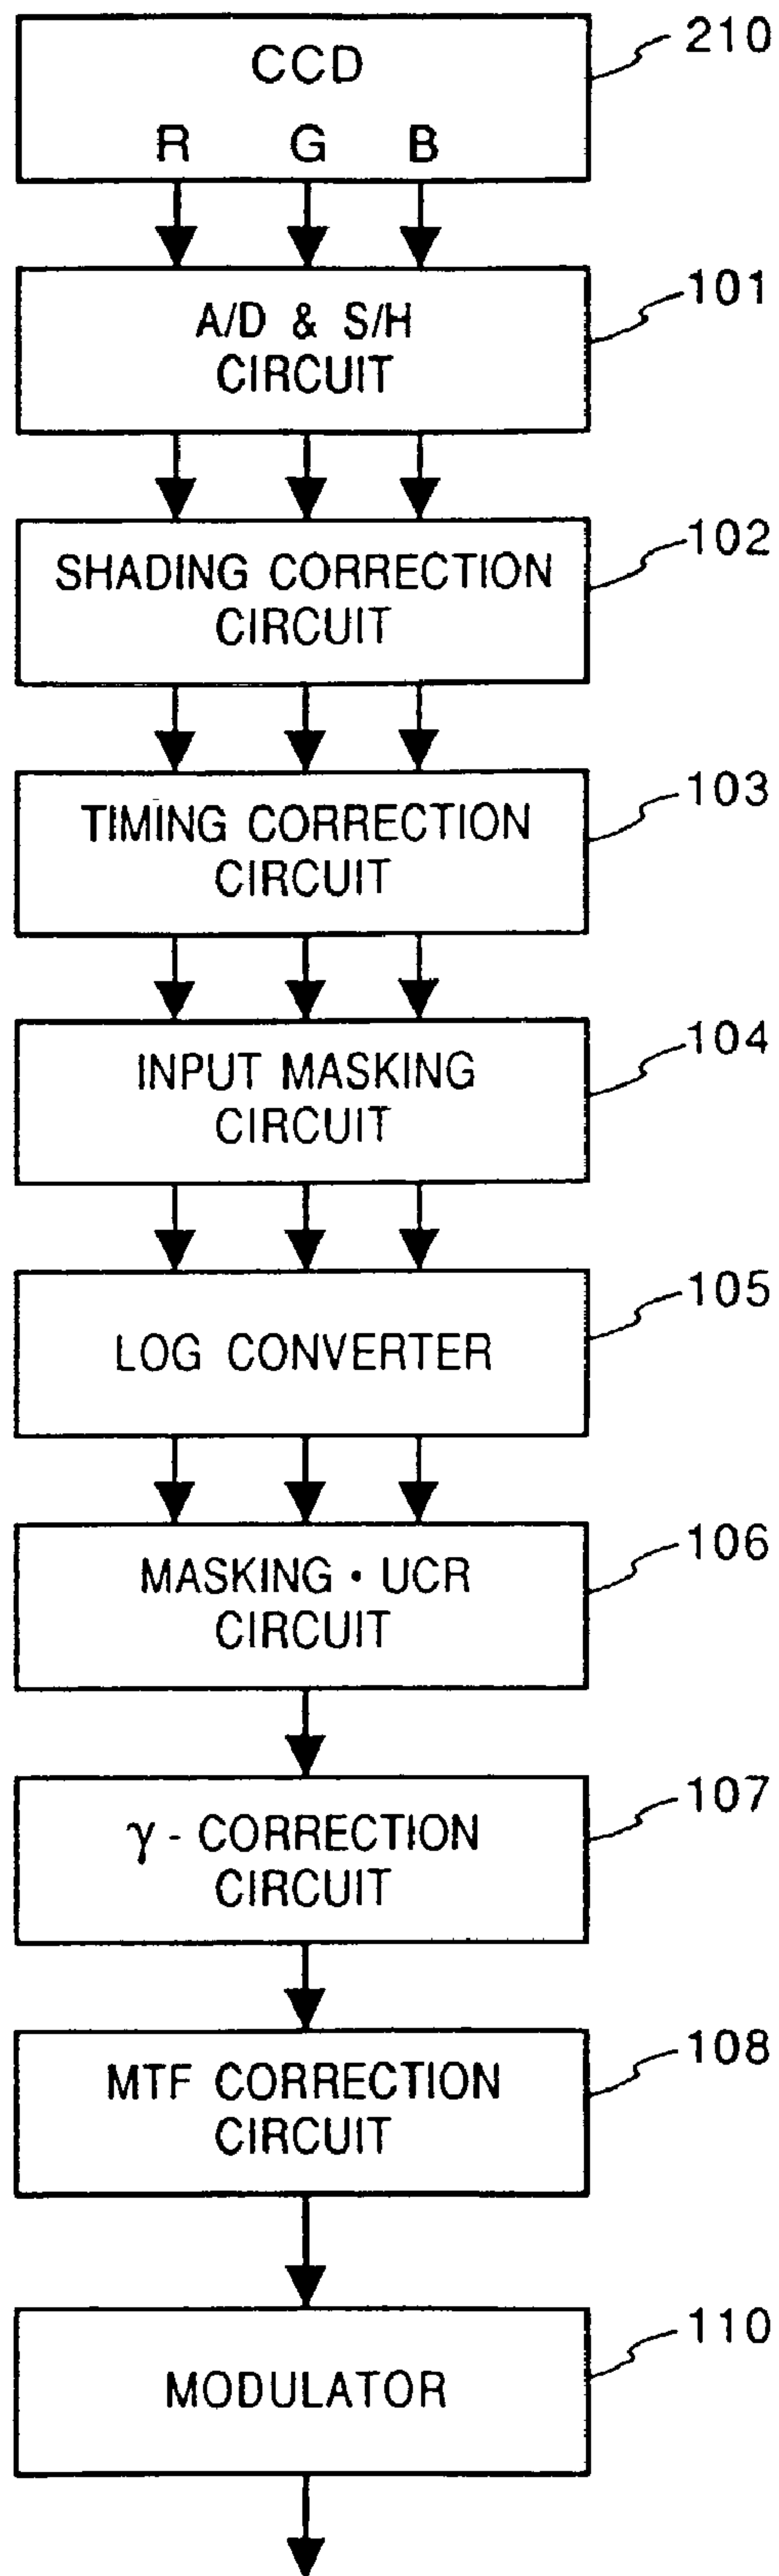 CCD
210
R G B
A/D & S/H
CIRCUIT
101
SHADING CORRECTION
CIRCUIT
102
TIMING CORRECTION
CIRCUIT
103
INPUT MASKING
CIRCUIT
104
LOG CONVERTER
105
MASKING・UCR
CIRCUIT
106
γ - CORRECTION
CIRCUIT
107
MTF CORRECTION
CIRCUIT
108
MODULATOR
110